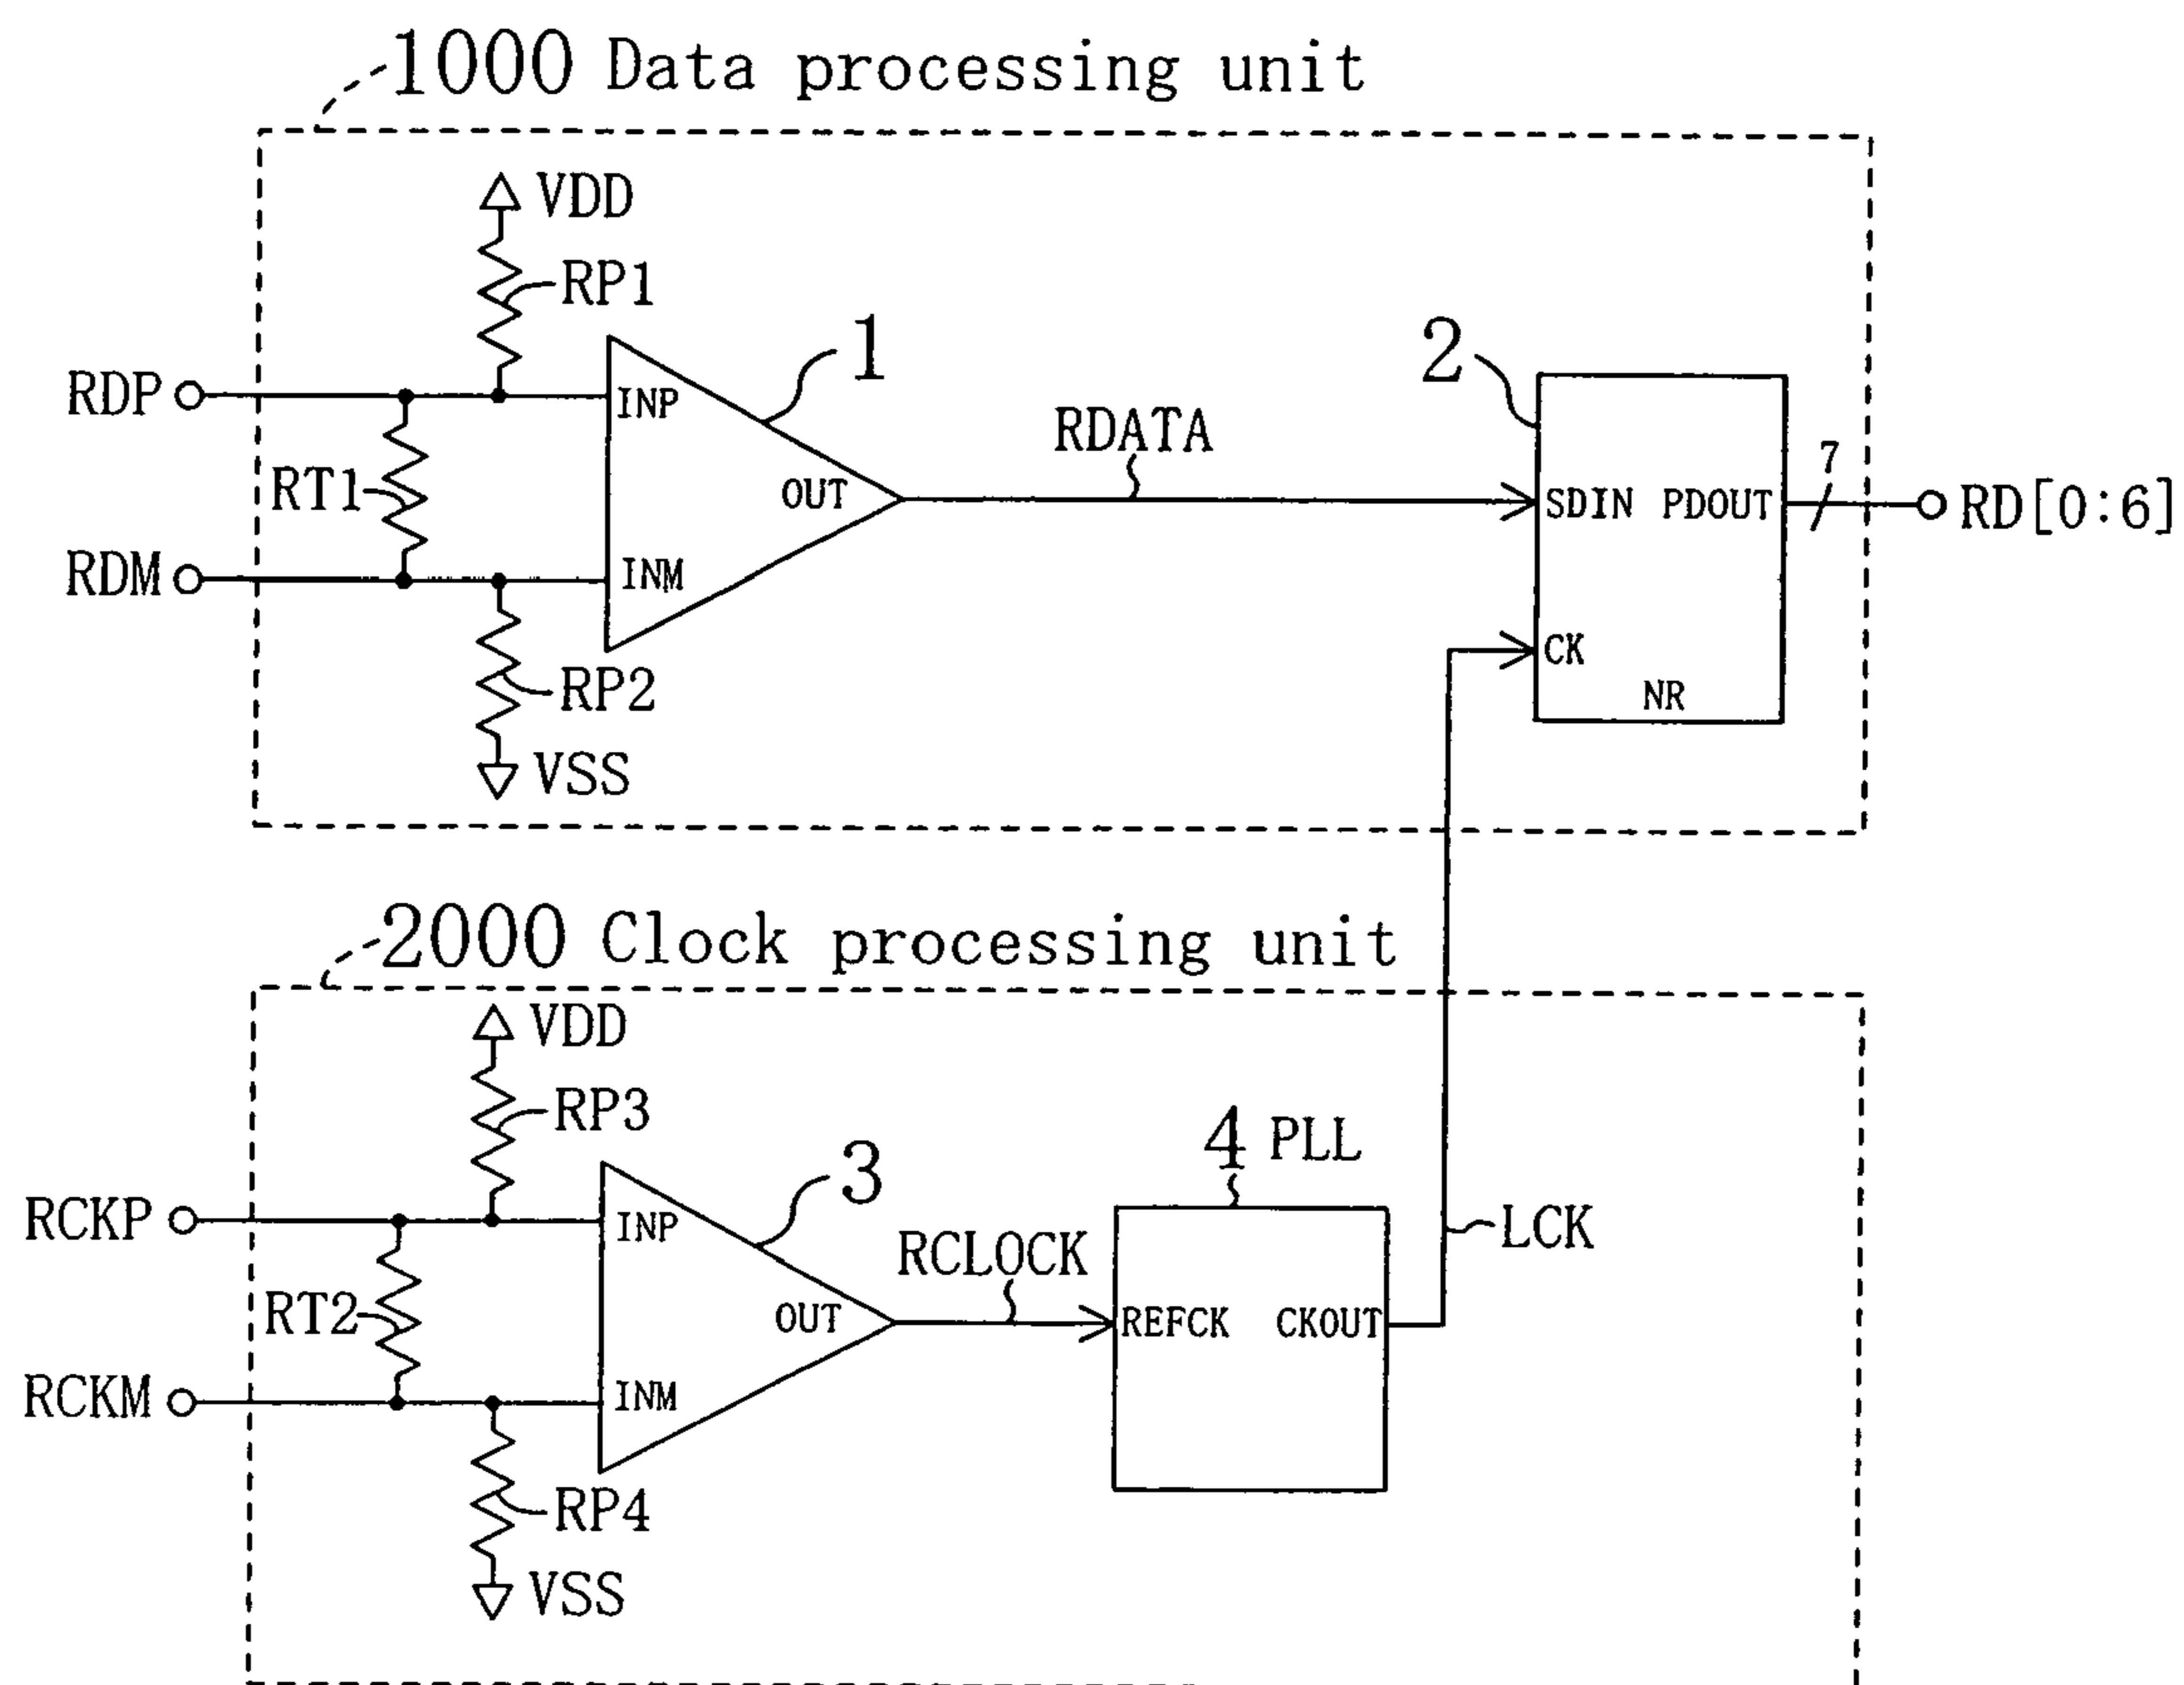 1000 Data processing unit
VDD
RP1
RDP
INP
1
RT1
OUT
RDATA
2
SDIN PDOUT
7
RD[0:6]
RDM
INM
CK
NR
RP2
VSS
2000 Clock processing unit
VDD
RP3
RCKP
INP
3
4 PLL
RT2
OUT
RCLOCK
REFCK CKOUT
LCK
RCKM
INM
RP4
VSS